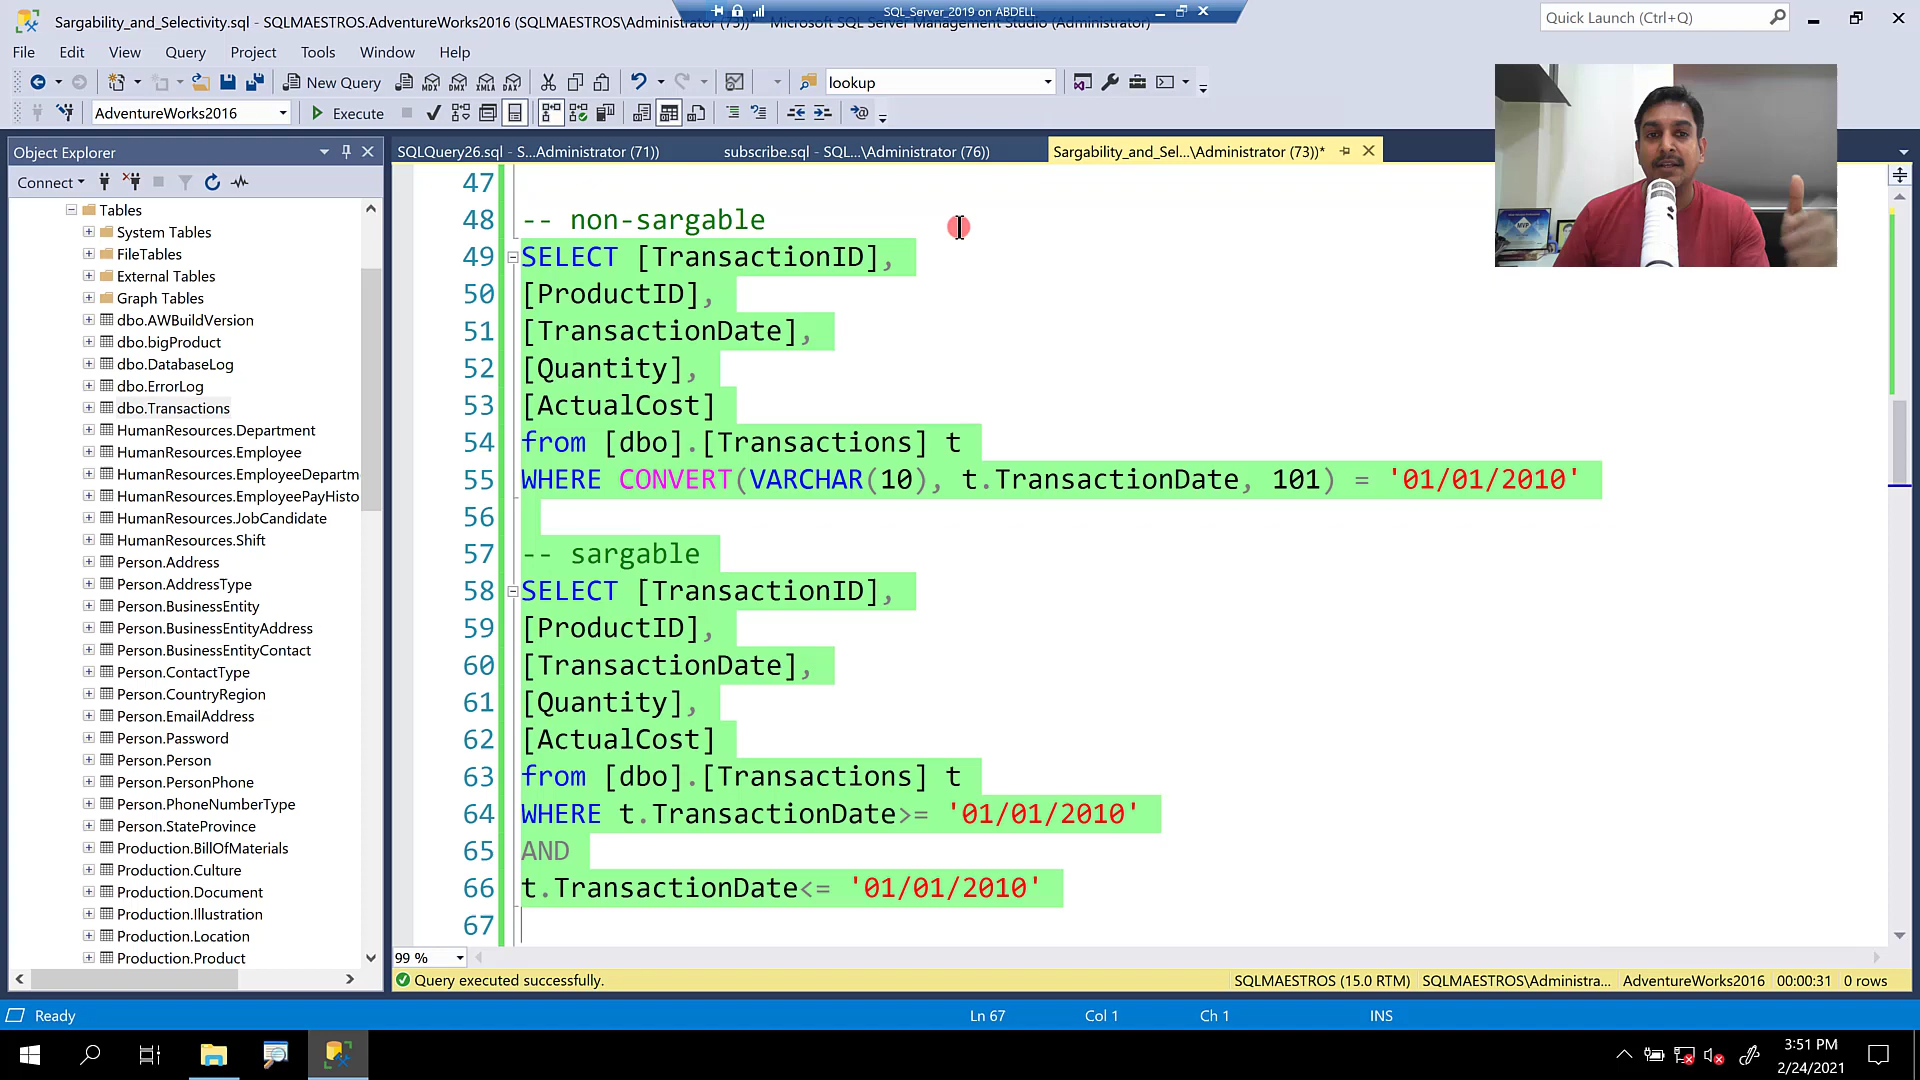 SQL_Server_2019 on ABDELL
Sargability_and_Selectivity.sql - SQLMAESTROS.AdventureWorks2016 (SQLMAESTROS\Administrator (73))* - Microsoft SQL Server Management Studio (Administrator)
Quick Launch (Ctrl+Q)
File Edit View Query Project Tools Window Help
New Query
MDX DMX XMLA DAX
lookup
AdventureWorks2016
Execute
Object Explorer
Connect
Tables
System Tables
FileTables
External Tables
Graph Tables
dbo.AWBuildVersion
dbo.bigProduct
dbo.DatabaseLog
dbo.ErrorLog
dbo.Transactions
HumanResources.Department
HumanResources.Employee
HumanResources.EmployeeDepartm
HumanResources.EmployeePayHisto
HumanResources.JobCandidate
HumanResources.Shift
Person.Address
Person.AddressType
Person.BusinessEntity
Person.BusinessEntityAddress
Person.BusinessEntityContact
Person.ContactType
Person.CountryRegion
Person.EmailAddress
Person.Password
Person.Person
Person.PersonPhone
Person.PhoneNumberType
Person.StateProvince
Production.BillOfMaterials
Production.Culture
Production.Document
Production.Illustration
Production.Location
Production.Product
SQLQuery26.sql - S...Administrator (71))
subscribe.sql - SQL...\Administrator (76))
Sargability_and_Sel...\Administrator (73))*
47
48 -- non-sargable
49 SELECT [TransactionID],
50 [ProductID],
51 [TransactionDate],
52 [Quantity],
53 [ActualCost]
54 from [dbo].[Transactions] t
55 WHERE CONVERT(VARCHAR(10), t.TransactionDate, 101) = '01/01/2010'
56
57 -- sargable
58 SELECT [TransactionID],
59 [ProductID],
60 [TransactionDate],
61 [Quantity],
62 [ActualCost]
63 from [dbo].[Transactions] t
64 WHERE t.TransactionDate>= '01/01/2010'
65 AND
66 t.TransactionDate<= '01/01/2010'
67
MVP
99 %
Query executed successfully.
SQLMAESTROS (15.0 RTM)
SQLMAESTROS\Administra...
AdventureWorks2016
00:00:31
0 rows
Ready
Ln 67
Col 1
Ch 1
INS
3:51 PM
2/24/2021